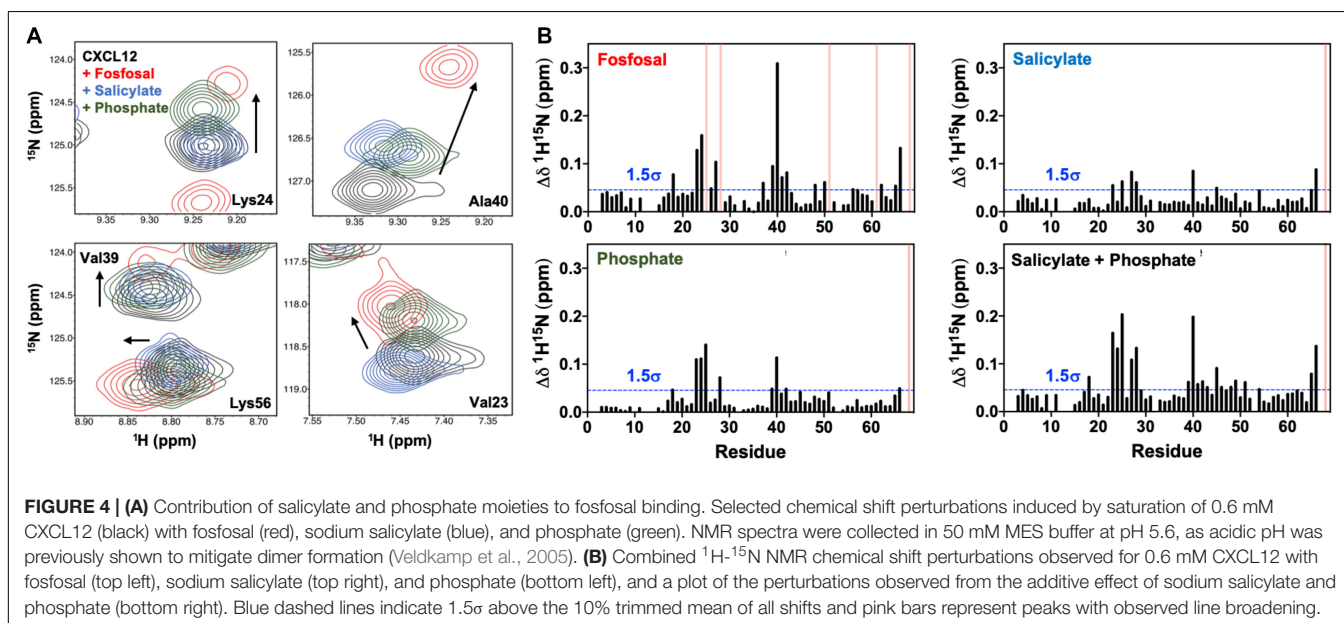 A
CXCL12
+ Fosfosal
+ Salicylate
+ Phosphate
124.0
124.5
125.0
125.5
15N (ppm)
9.35 9.30 9.25 9.20
Lys24
125.5
126.0
126.5
127.0
9.35 9.30 9.25 9.20
Ala40
Val39
124.0
124.5
125.0
125.5
15N (ppm)
8.90 8.85 8.80 8.75 8.70
Lys56
1H (ppm)
117.5
118.0
118.5
119.0
7.55 7.50 7.45 7.40 7.35
Val23
1H (ppm)
B
Fosfosal
Δδ 1H15N (ppm)
0.3
0.2
0.1
0.0
1.5σ
0 10 20 30 40 50 60
Salicylate
Δδ 1H15N (ppm)
0.3
0.2
0.1
0.0
1.5σ
0 10 20 30 40 50 60
Phosphate
Δδ 1H15N (ppm)
0.3
0.2
0.1
0.0
1.5σ
0 10 20 30 40 50 60
Residue
Salicylate + Phosphate
Δδ 1H15N (ppm)
0.3
0.2
0.1
0.0
1.5σ
0 10 20 30 40 50 60
Residue
FIGURE 4 | (A) Contribution of salicylate and phosphate moieties to fosfosal binding. Selected chemical shift perturbations induced by saturation of 0.6 mM
CXCL12 (black) with fosfosal (red), sodium salicylate (blue), and phosphate (green). NMR spectra were collected in 50 mM MES buffer at pH 5.6, as acidic pH was
previously shown to mitigate dimer formation (Veldkamp et al., 2005). (B) Combined 1H-15N NMR chemical shift perturbations observed for 0.6 mM CXCL12 with
fosfosal (top left), sodium salicylate (top right), and phosphate (bottom left), and a plot of the perturbations observed from the additive effect of sodium salicylate and
phosphate (bottom right). Blue dashed lines indicate 1.5σ above the 10% trimmed mean of all shifts and pink bars represent peaks with observed line broadening.